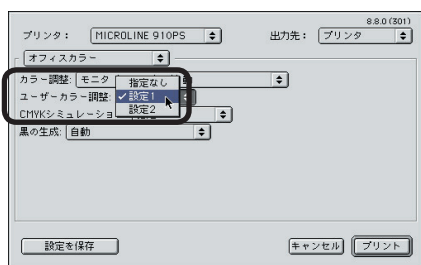 8.8.0 (301)
プリンタ： MICROLINE 910PS 出力先： プリンタ
オフィスカラー
カラー調整： モニタ 指定なし 動
ユーザーカラー調整： ✓設定1
CMYKシミュレーショ 設定2
黒の生成： 自動
設定を保存 キャンセル プリント